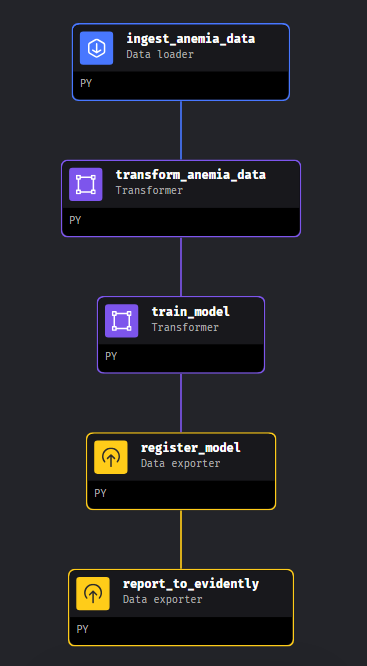 ingest_anemia_data
Data loader
PY
transform_anemia_data
Transformer
PY
train_model
Transformer
PY
register_model
Data exporter
PY
report_to_evidently
Data exporter
PY